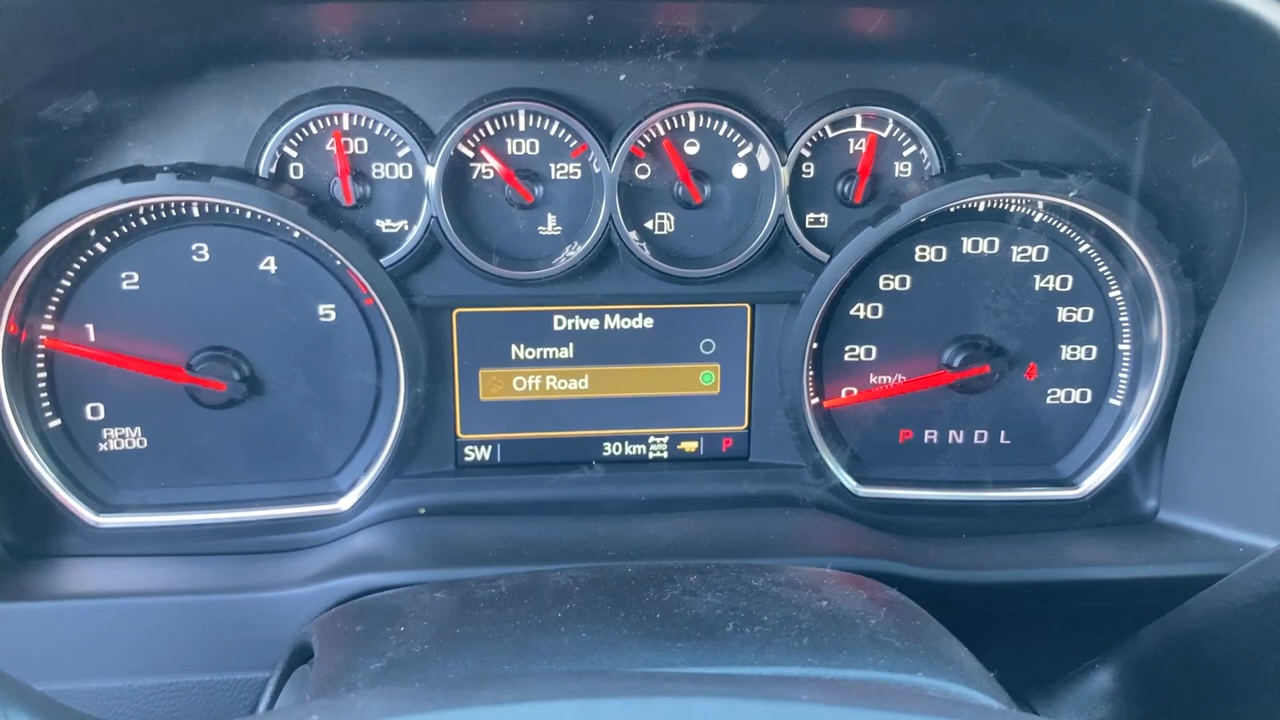 0 400 800
75 100 125
9 14 19
0 1 2 3 4 5
RPM
x1000
Drive Mode
Normal
Off Road
SW 30 km AUTO P
0 20 40 60 80 100 120 140 160 180 200
km/h
P R N D L